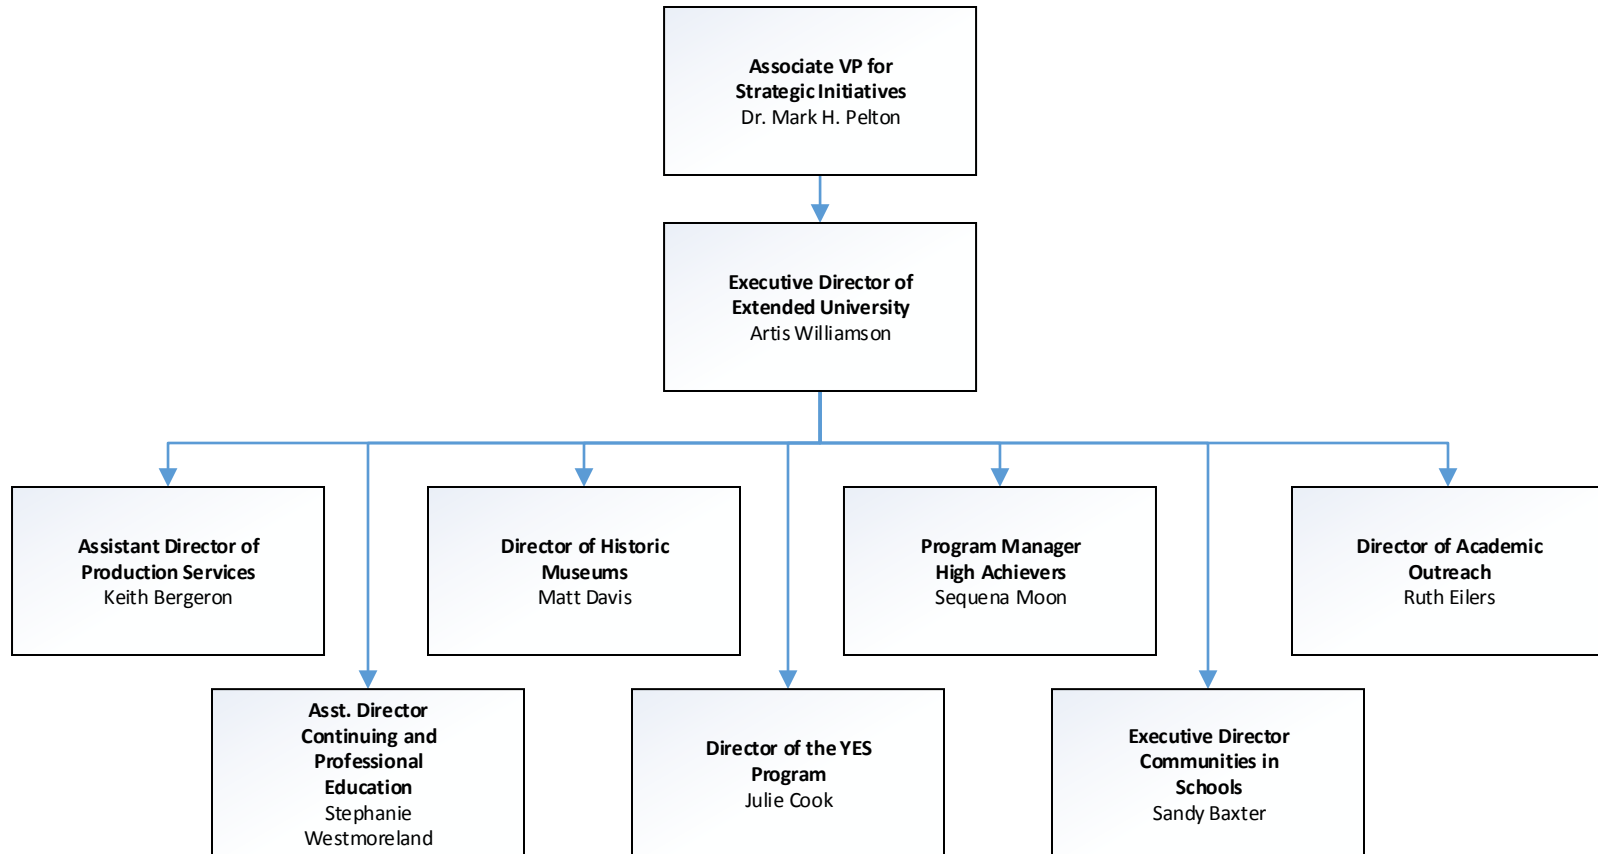 Associate VP for
Strategic Initiatives
Dr. Mark H. Pelton
Executive Director of
Extended University
Artis Williamson
Assistant Director of
Production Services
Keith Bergeron
Director of Historic
Museums
Matt Davis
Program Manager
High Achievers
Sequena Moon
Director of Academic
Outreach
Ruth Eilers
Asst. Director
Continuing and
Professional
Education
Stephanie
Westmoreland
Director of the YES
Program
Julie Cook
Executive Director
Communities in
Schools
Sandy Baxter